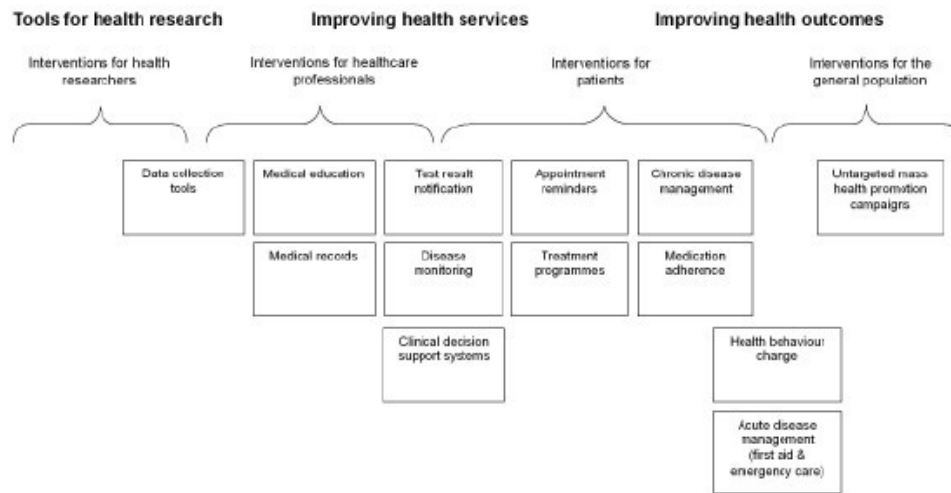 Tools for health research
Improving health services
Improving health outcomes
Interventions for health
researchers
Interventions for healthcare
professionals
Interventions for
patients
Interventions for the
general population
Data collection
tools
Medical education
Test result
notification
Appointment
reminders
Chronic disease
management
Untargeted mass
health promotion
campaigns
Medical records
Disease
monitoring
Treatment
programmes
Medication
adherence
Clinical decision
support systems
Health behaviour
change
Acute disease
management
(first aid &
emergency care)